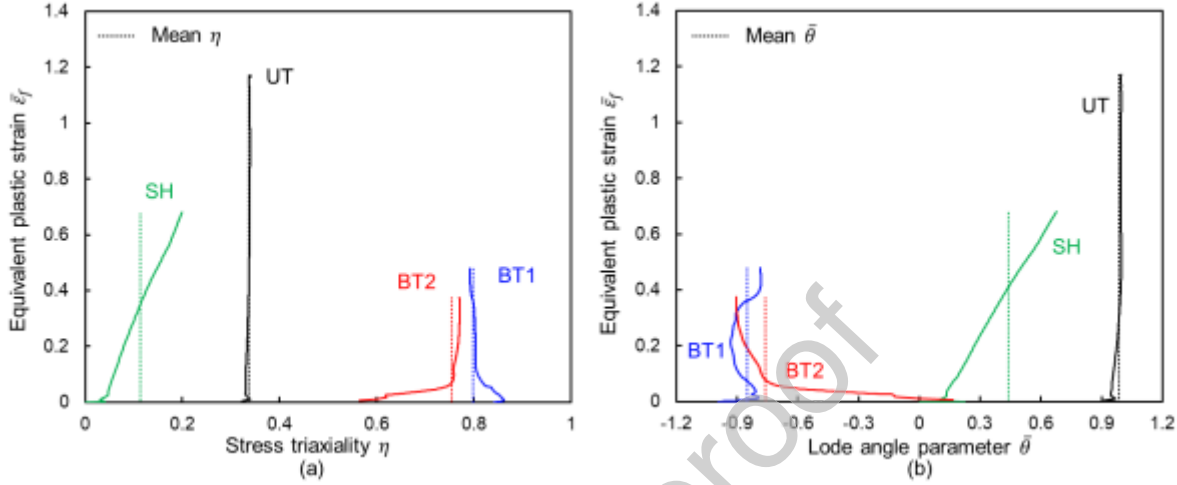 1.4
1.2
1
0.8
0.6
0.4
0.2
0
Equivalent plastic strain ε̄f
Mean η
UT
SH
BT2
BT1
0 0.2 0.4 0.6 0.8 1
Stress triaxiality η
(a)
1.4
1.2
1
0.8
0.6
0.4
0.2
0
Equivalent plastic strain ε̄f
Mean θ̄
UT
SH
BT1
BT2
-1.2 -0.9 -0.6 -0.3 0 0.3 0.6 0.9 1.2
Lode angle parameter θ̄
(b)
proof